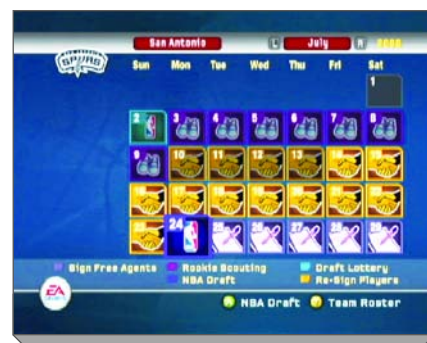 SPURS
San Antonio L July R 2000
Sun Mon Tue Wed Thu Fri Sat
1
2 3 4 5 6 7 8
9 10 11 12 13 14 15
16 17 18 19 20 21 22
23 24 25 26 27 28 29
Sign Free Agents Rookie Scouting Draft Lottery
NBA Draft Re-Sign Players
EA
NBA Draft Team Roster